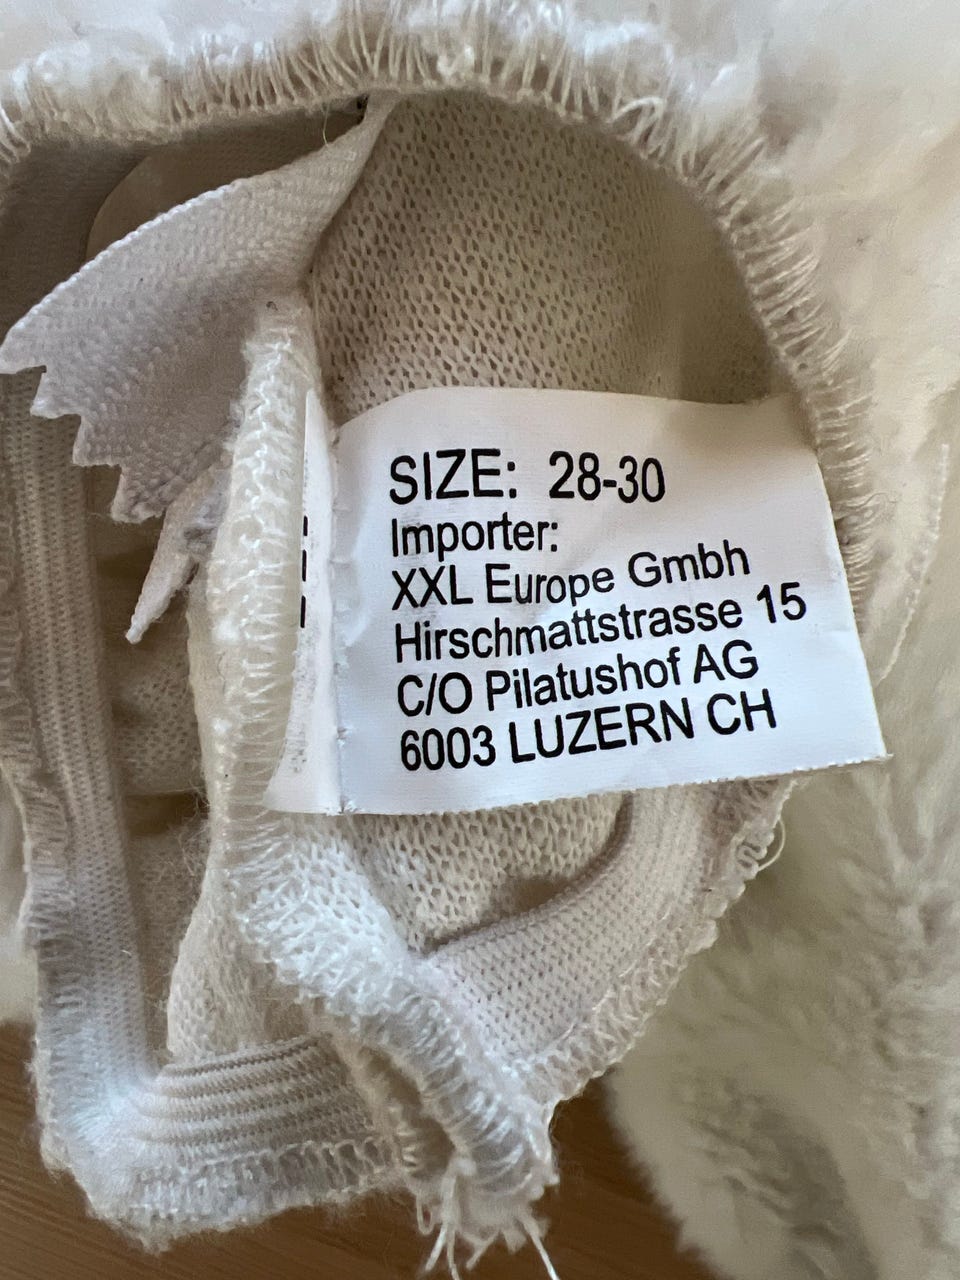 SIZE: 28-30
Importer:
XXL Europe Gmbh
Hirschmattstrasse 15
C/O Pilatushof AG
6003 LUZERN CH